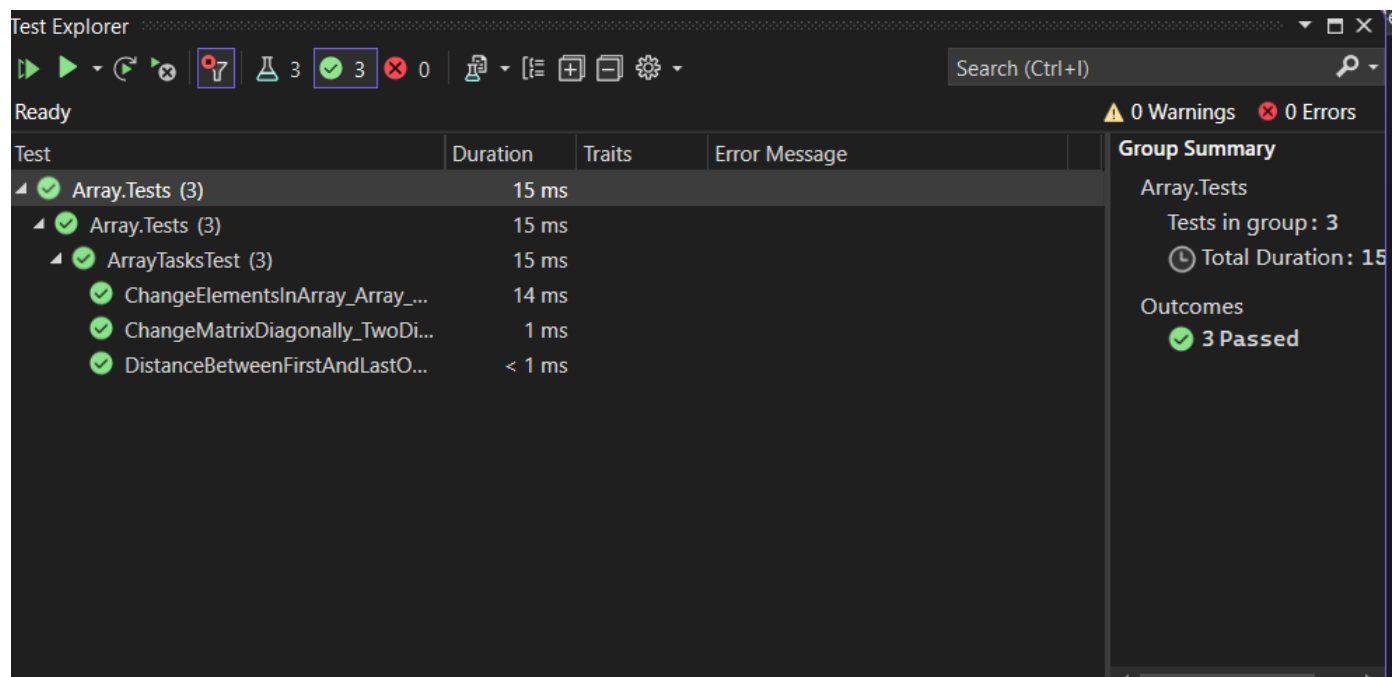 Test Explorer
3 3 0 Search (Ctrl+I)
Ready 0 Warnings 0 Errors
Test Duration Traits Error Message
Group Summary
Array.Tests (3) 15 ms
Array.Tests
Array.Tests (3) 15 ms
Tests in group: 3
ArrayTasksTest (3) 15 ms
Total Duration: 15
ChangeElementsInArray_Array_... 14 ms
Outcomes
ChangeMatrixDiagonally_TwoDi... 1 ms
3 Passed
DistanceBetweenFirstAndLastO... < 1 ms